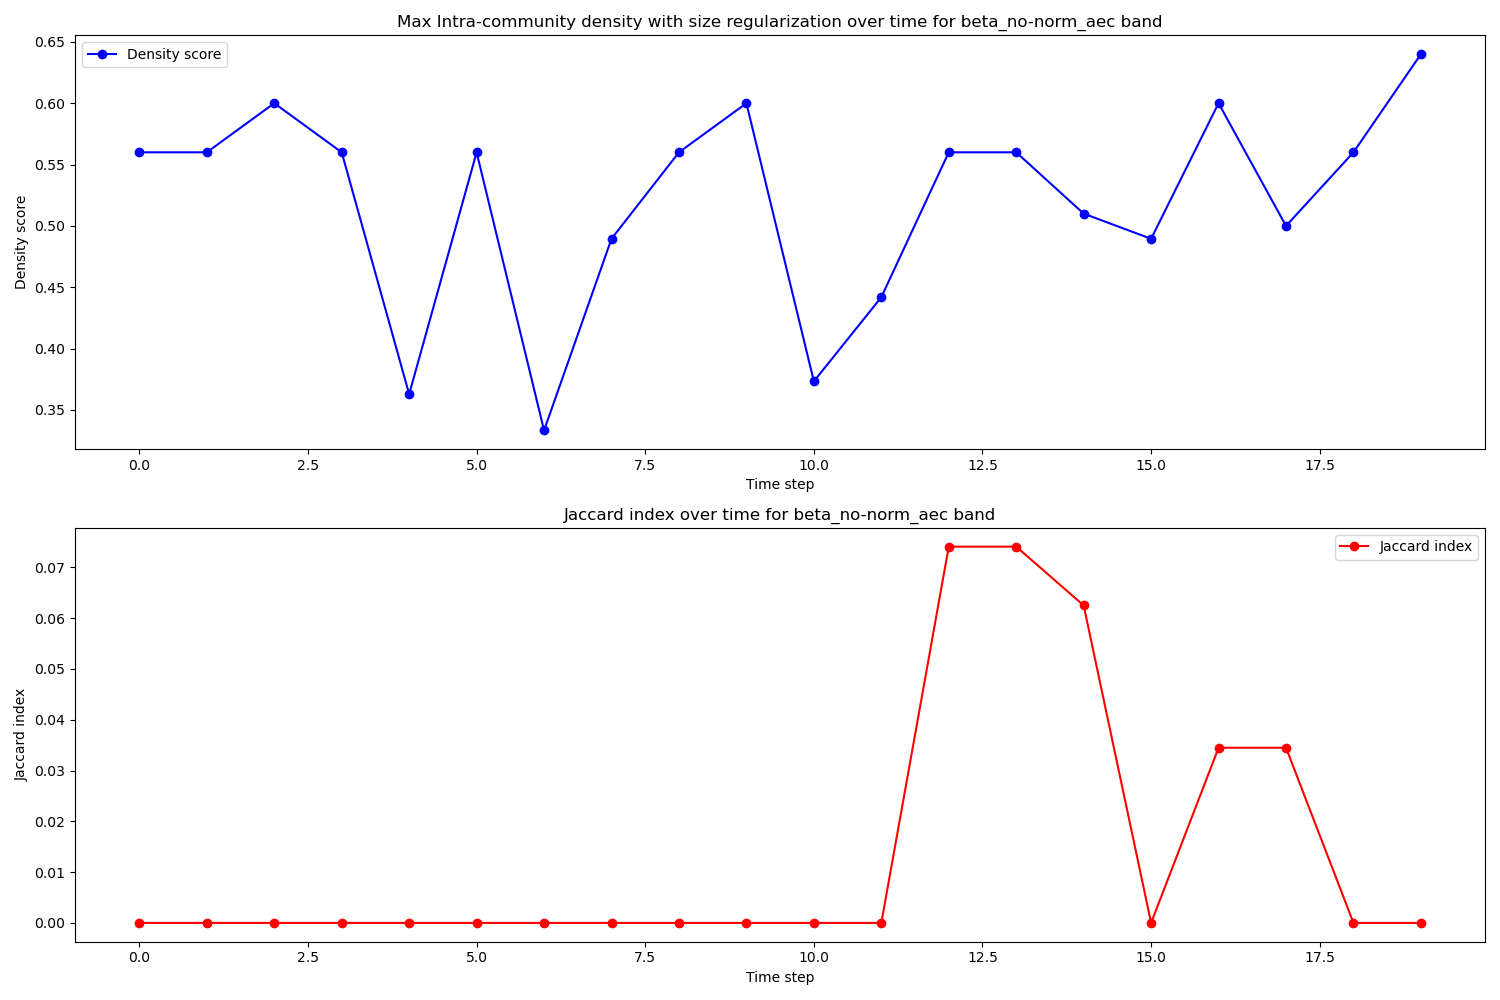 Max Intra-community density with size regularization over time for beta_no-norm_aec band
Density score
0.65
0.60
0.55
0.50
0.45
0.40
0.35
Density score
0.0 2.5 5.0 7.5 10.0 12.5 15.0 17.5
Time step
Jaccard index over time for beta_no-norm_aec band
Jaccard index
0.07
0.06
0.05
0.04
0.03
0.02
0.01
0.00
Jaccard index
0.0 2.5 5.0 7.5 10.0 12.5 15.0 17.5
Time step